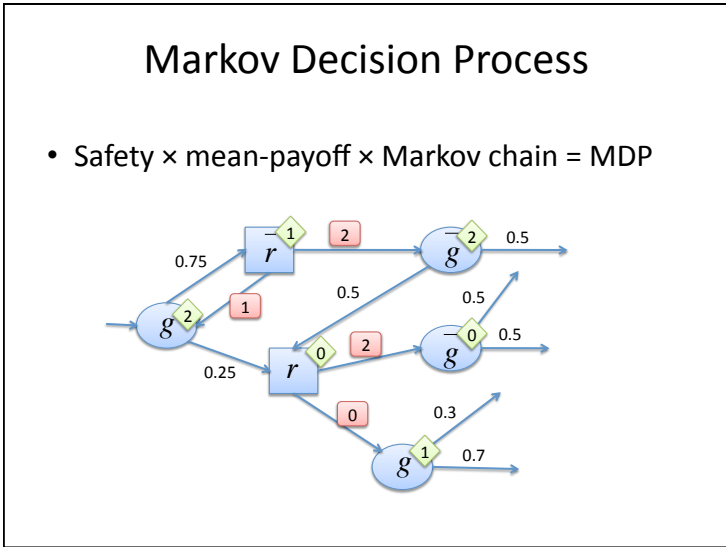 Markov Decision Process
• Safety × mean-payoff × Markov chain = MDP
r̅ 1 2 g̅ 2 0.5
0.75
0.5 0.5
1
g 2
r 0 2 g̅ 0 0.5
0.25
0 0.3
g 1 0.7